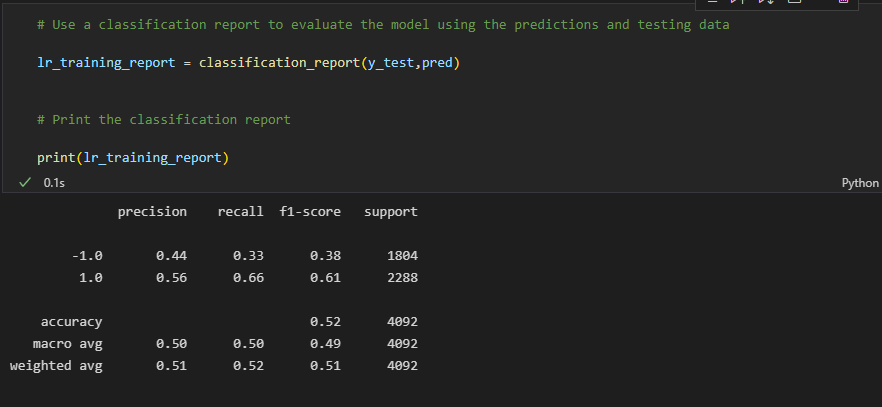 # Use a classification report to evaluate the model using the predictions and testing data
lr_training_report = classification_report(y_test,pred)
# Print the classification report
print(lr_training_report)
0.1s
Python
precision recall f1-score support
-1.0 0.44 0.33 0.38 1804
1.0 0.56 0.66 0.61 2288
accuracy 0.52 4092
macro avg 0.50 0.50 0.49 4092
weighted avg 0.51 0.52 0.51 4092